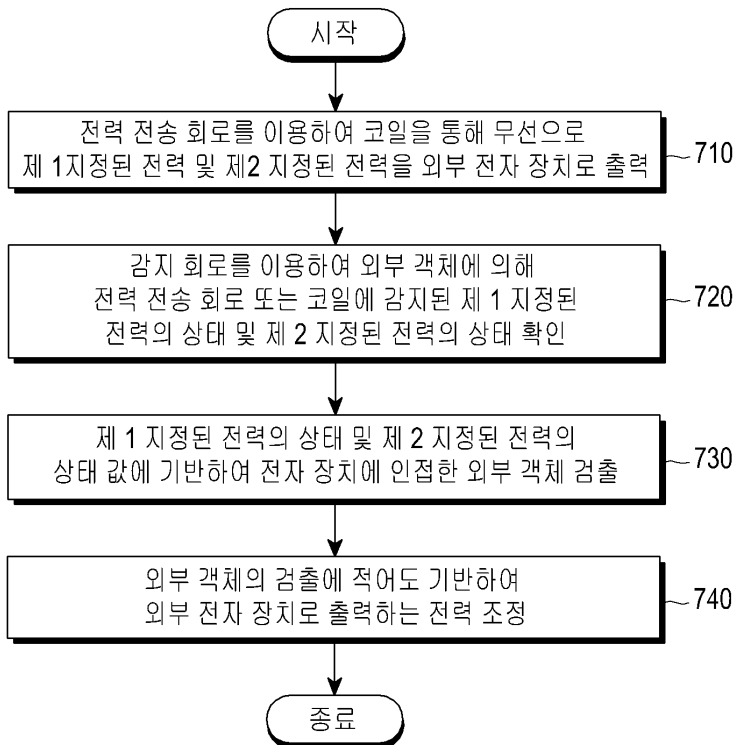 시작
전력 전송 회로를 이용하여 코일을 통해 무선으로
제 1지정된 전력 및 제2 지정된 전력을 외부 전자 장치로 출력
710
감지 회로를 이용하여 외부 객체에 의해
전력 전송 회로 또는 코일에 감지된 제 1 지정된
전력의 상태 및 제 2 지정된 전력의 상태 확인
720
제 1 지정된 전력의 상태 및 제 2 지정된 전력의
상태 값에 기반하여 전자 장치에 인접한 외부 객체 검출
730
외부 객체의 검출에 적어도 기반하여
외부 전자 장치로 출력하는 전력 조정
740
종료